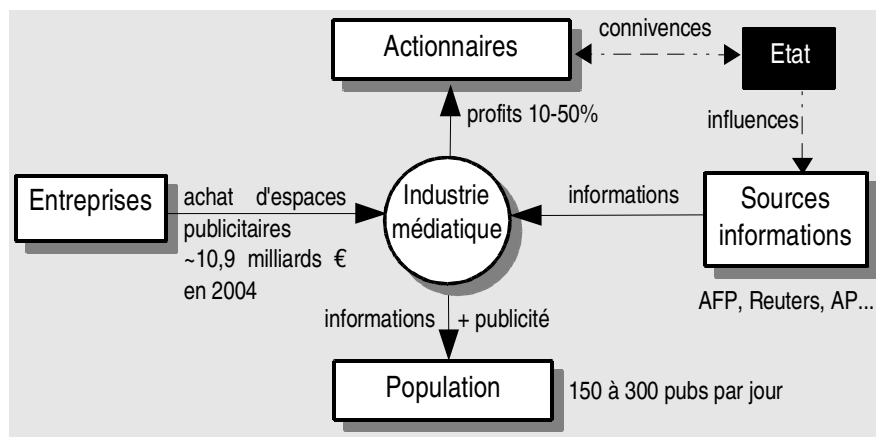 connivences
Actionnaires
Etat
profits 10-50%
influences
Entreprises
achat d'espaces
publicitaires
~10,9 milliards €
en 2004
Industrie
médiatique
informations
Sources
informations
AFP, Reuters, AP...
informations + publicité
Population
150 à 300 pubs par jour